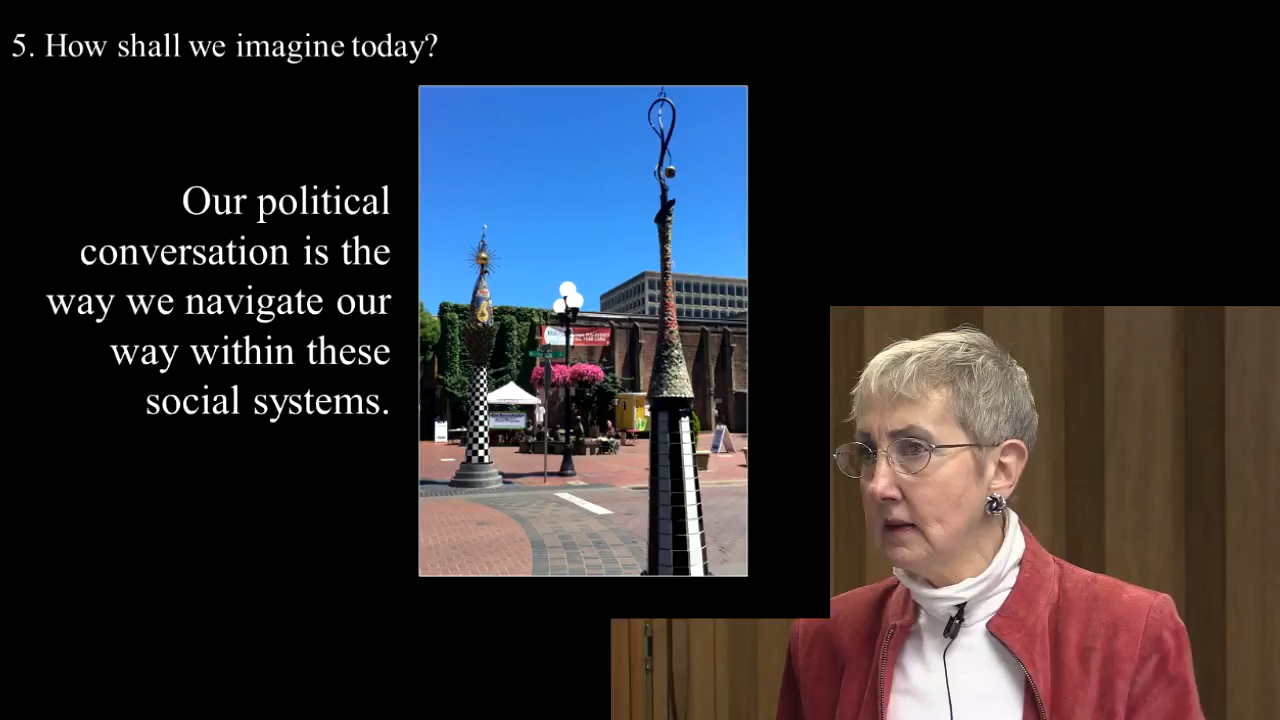 5. How shall we imagine today?
Our political
conversation is the
way we navigate our
way within these
social systems.